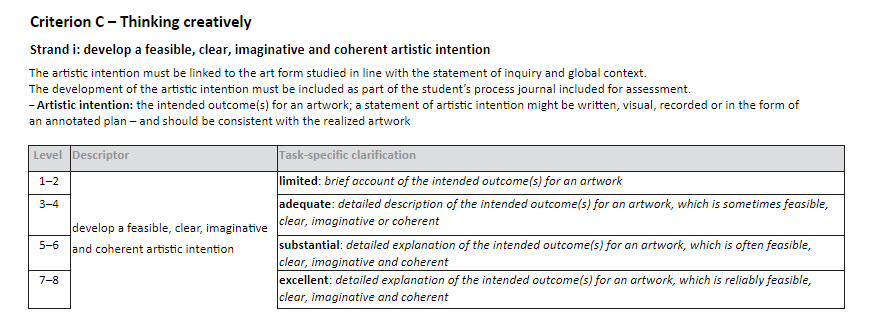 Criterion C – Thinking creatively
Strand i: develop a feasible, clear, imaginative and coherent artistic intention
The artistic intention must be linked to the art form studied in line with the statement of inquiry and global context.
The development of the artistic intention must be included as part of the student's process journal included for assessment.
– Artistic intention: the intended outcome(s) for an artwork; a statement of artistic intention might be written, visual, recorded or in the form of
an annotated plan – and should be consistent with the realized artwork
Level Descriptor Task-specific clarification
1–2 limited: brief account of the intended outcome(s) for an artwork
3–4 adequate: detailed description of the intended outcome(s) for an artwork, which is sometimes feasible,
clear, imaginative or coherent
develop a feasible, clear, imaginative
and coherent artistic intention
5–6 substantial: detailed explanation of the intended outcome(s) for an artwork, which is often feasible,
clear, imaginative and coherent
7–8 excellent: detailed explanation of the intended outcome(s) for an artwork, which is reliably feasible,
clear, imaginative and coherent